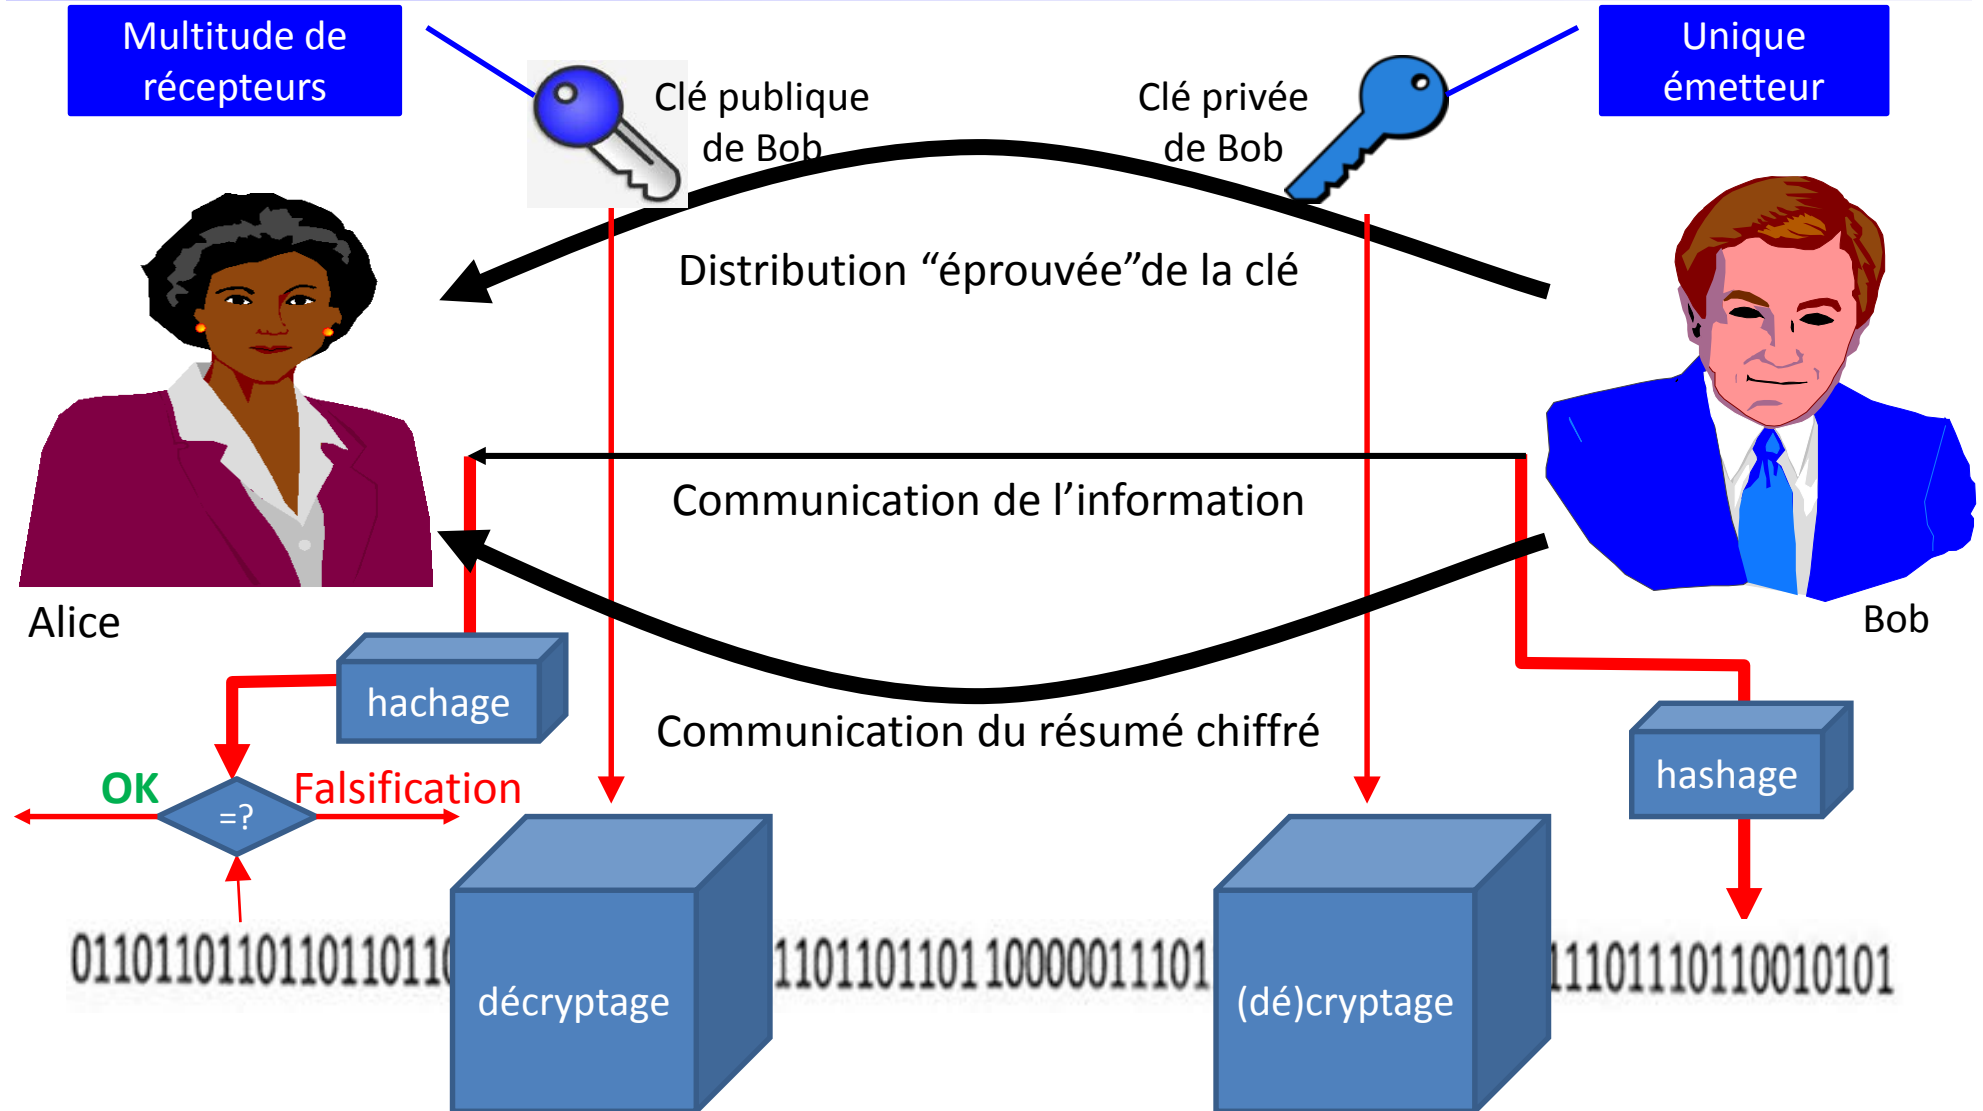 Multitude de
récepteurs
Unique
émetteur
Clé publique
de Bob
Clé privée
de Bob
Distribution “éprouvée”de la clé
Communication de l’information
Alice
Bob
hachage
Communication du résumé chiffré
hashage
OK
Falsification
=?
0110110110110110110
1101101101 10000011101
11101110110010101
décryptage
(dé)cryptage